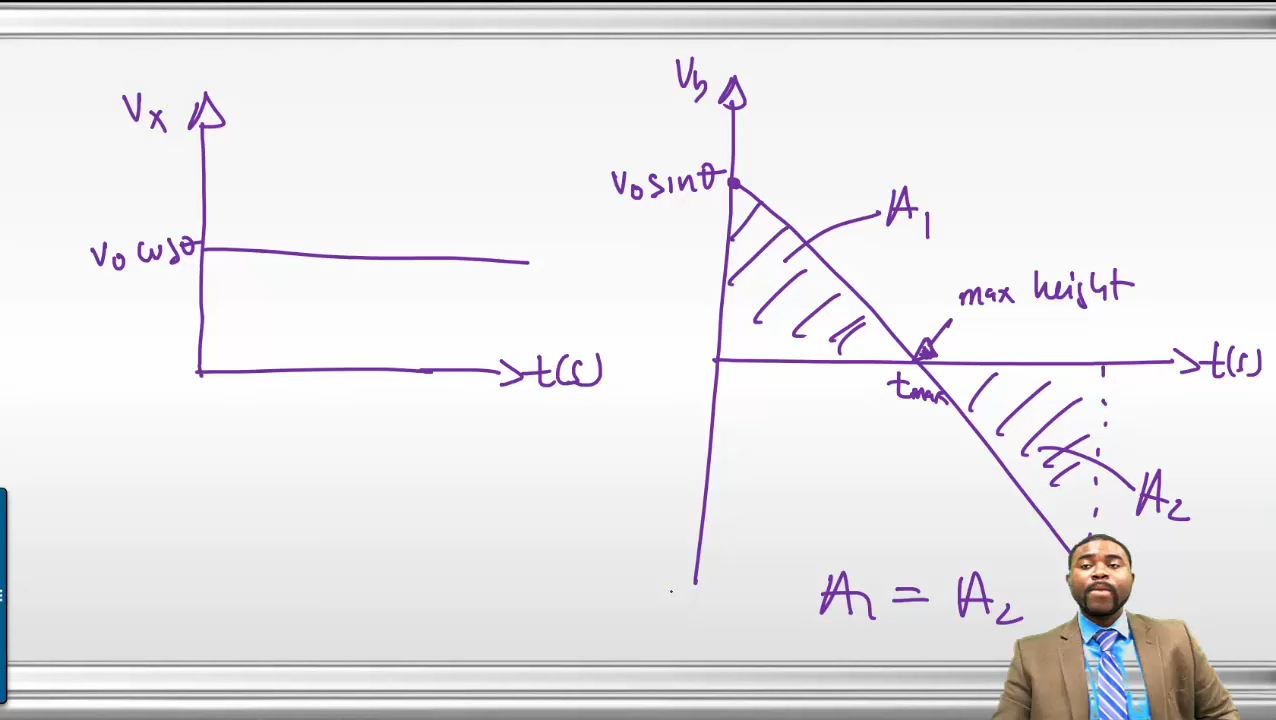 Vx
v₀ cosθ
t(s)
Vy
v₀ sinθ
A₁
max height
tmax
t(s)
A₂
A₁ = A₂